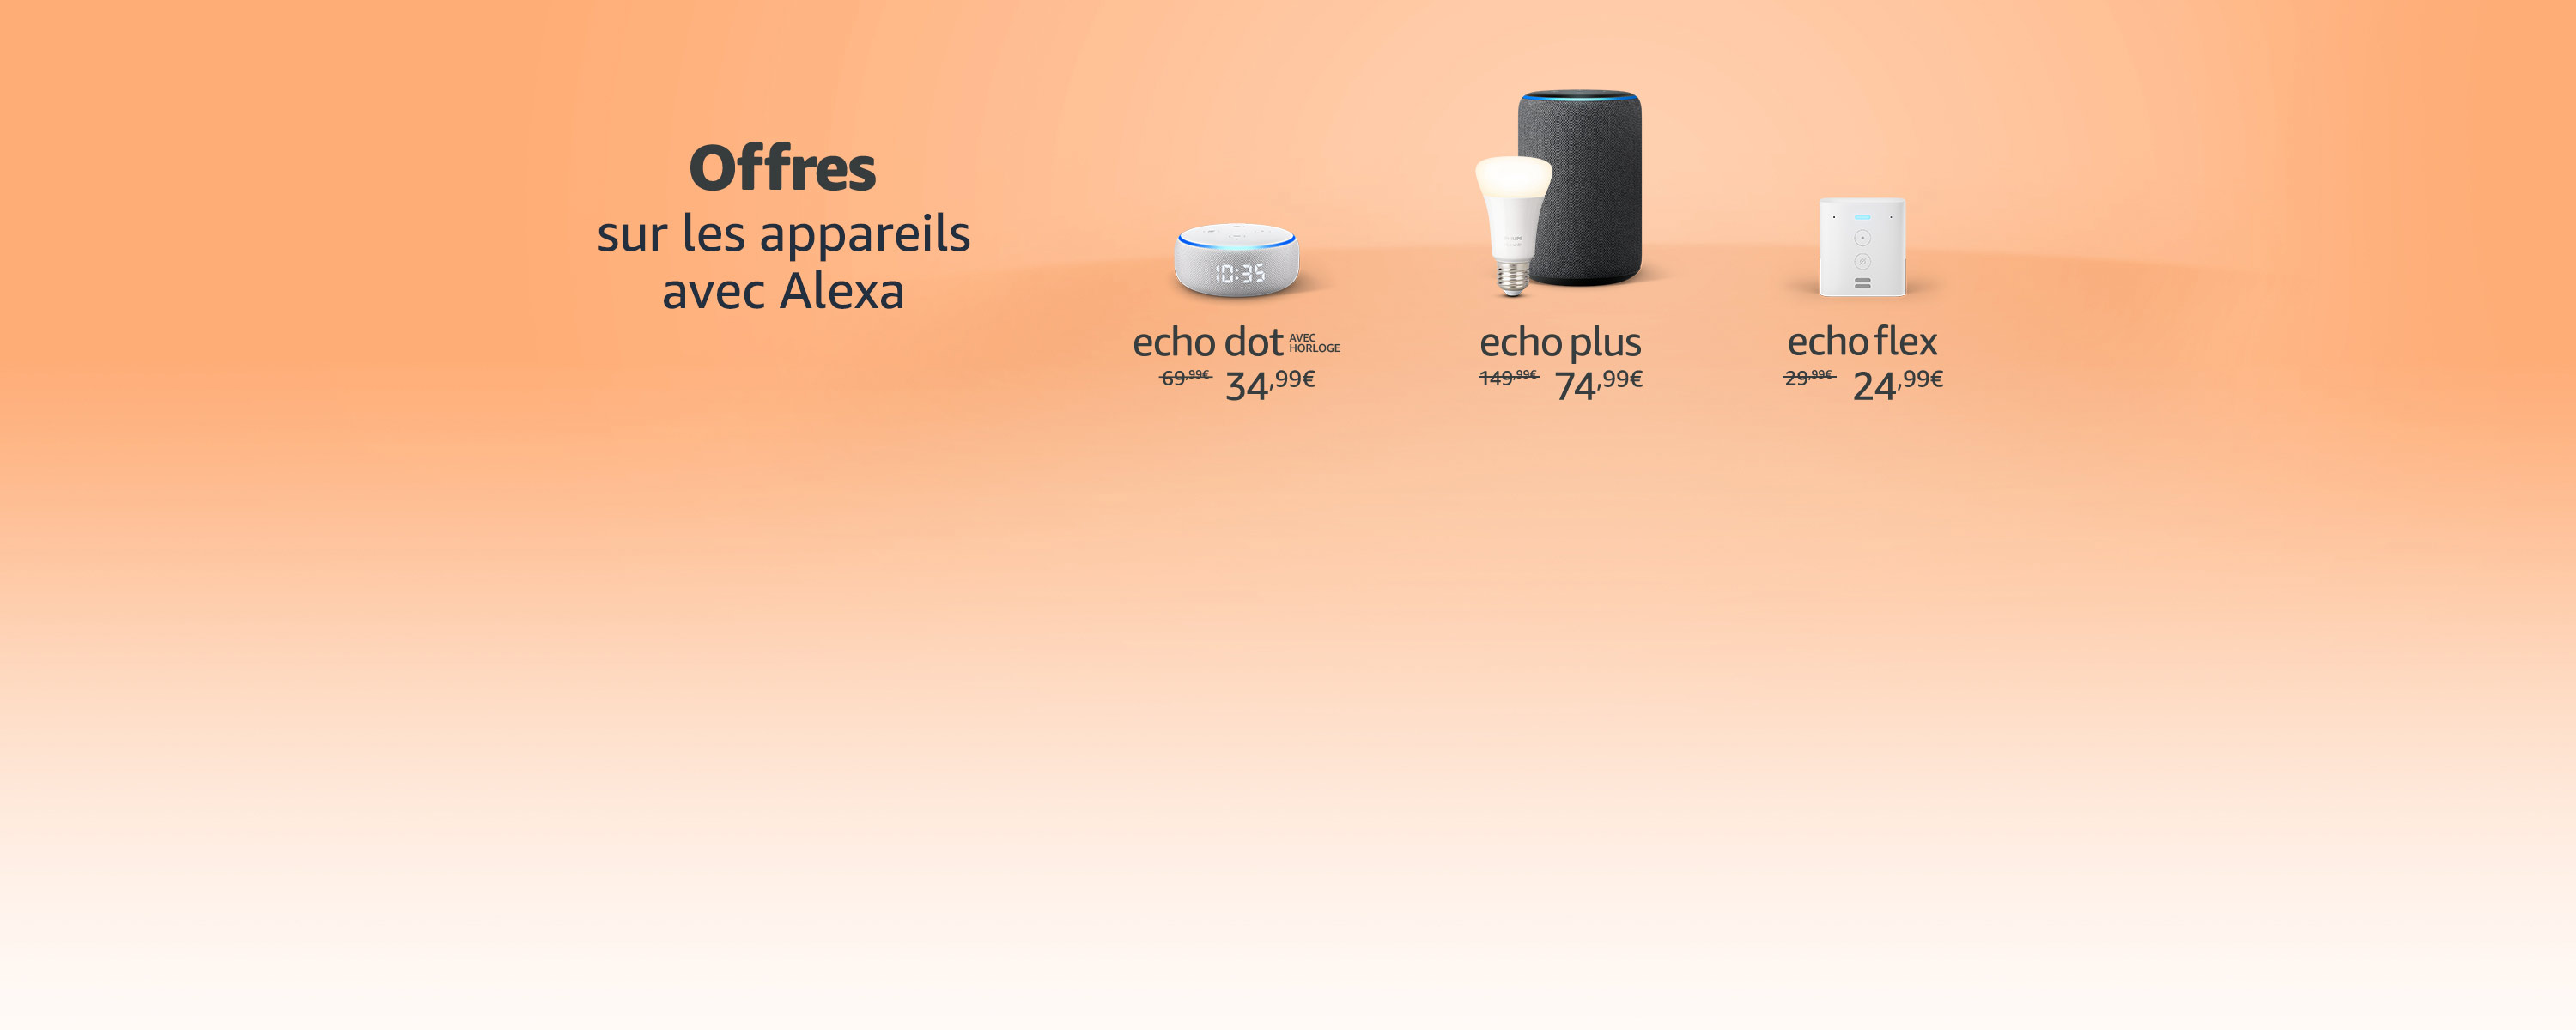 Offres
sur les appareils
avec Alexa
10:35
PHILIPS
echo dot AVEC HORLOGE
69,99€ 34,99€
echo plus
149,99€ 74,99€
echo flex
29,99€ 24,99€